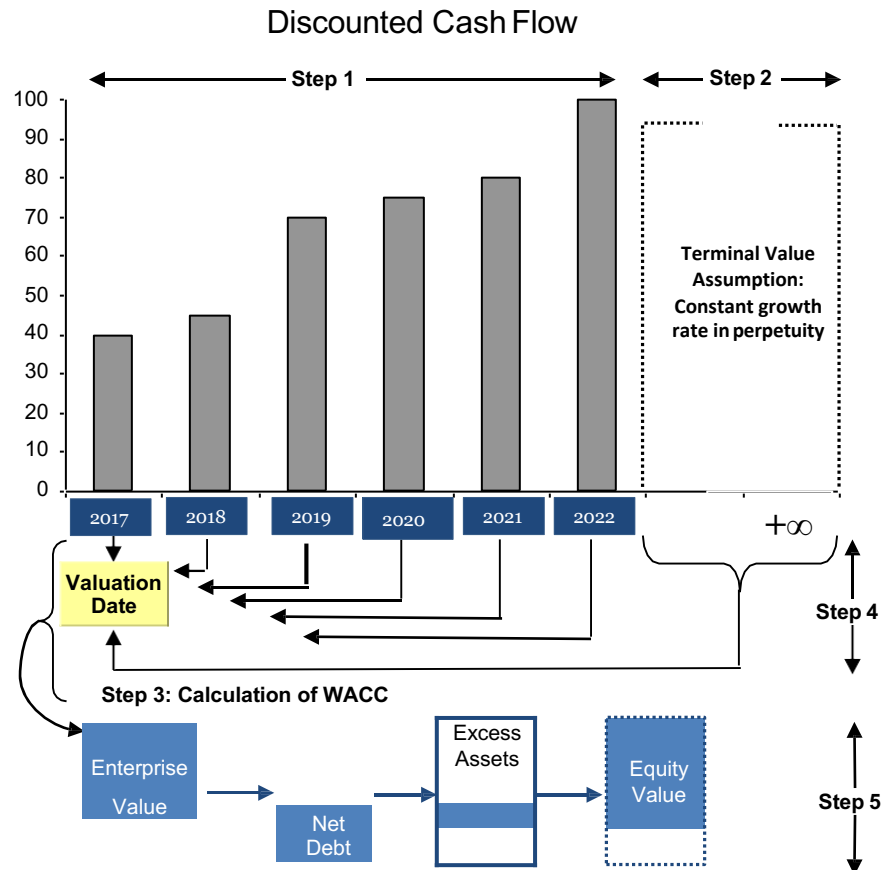 Discounted Cash Flow
Step 1
Step 2
100
90
80
70
60
50
40
30
20
10
0
Terminal Value
Assumption:
Constant growth
rate in perpetuity
2017
2018
2019
2020
2021
2022
+∞
Valuation
Date
Step 4
Step 3: Calculation of WACC
Enterprise
Value
Net
Debt
Excess
Assets
Equity
Value
Step 5